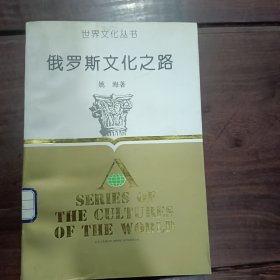 世界文化丛书
俄罗斯文化之路
姚 海著
A
SERIES OF
THE CULTURES
OF THE WORLD